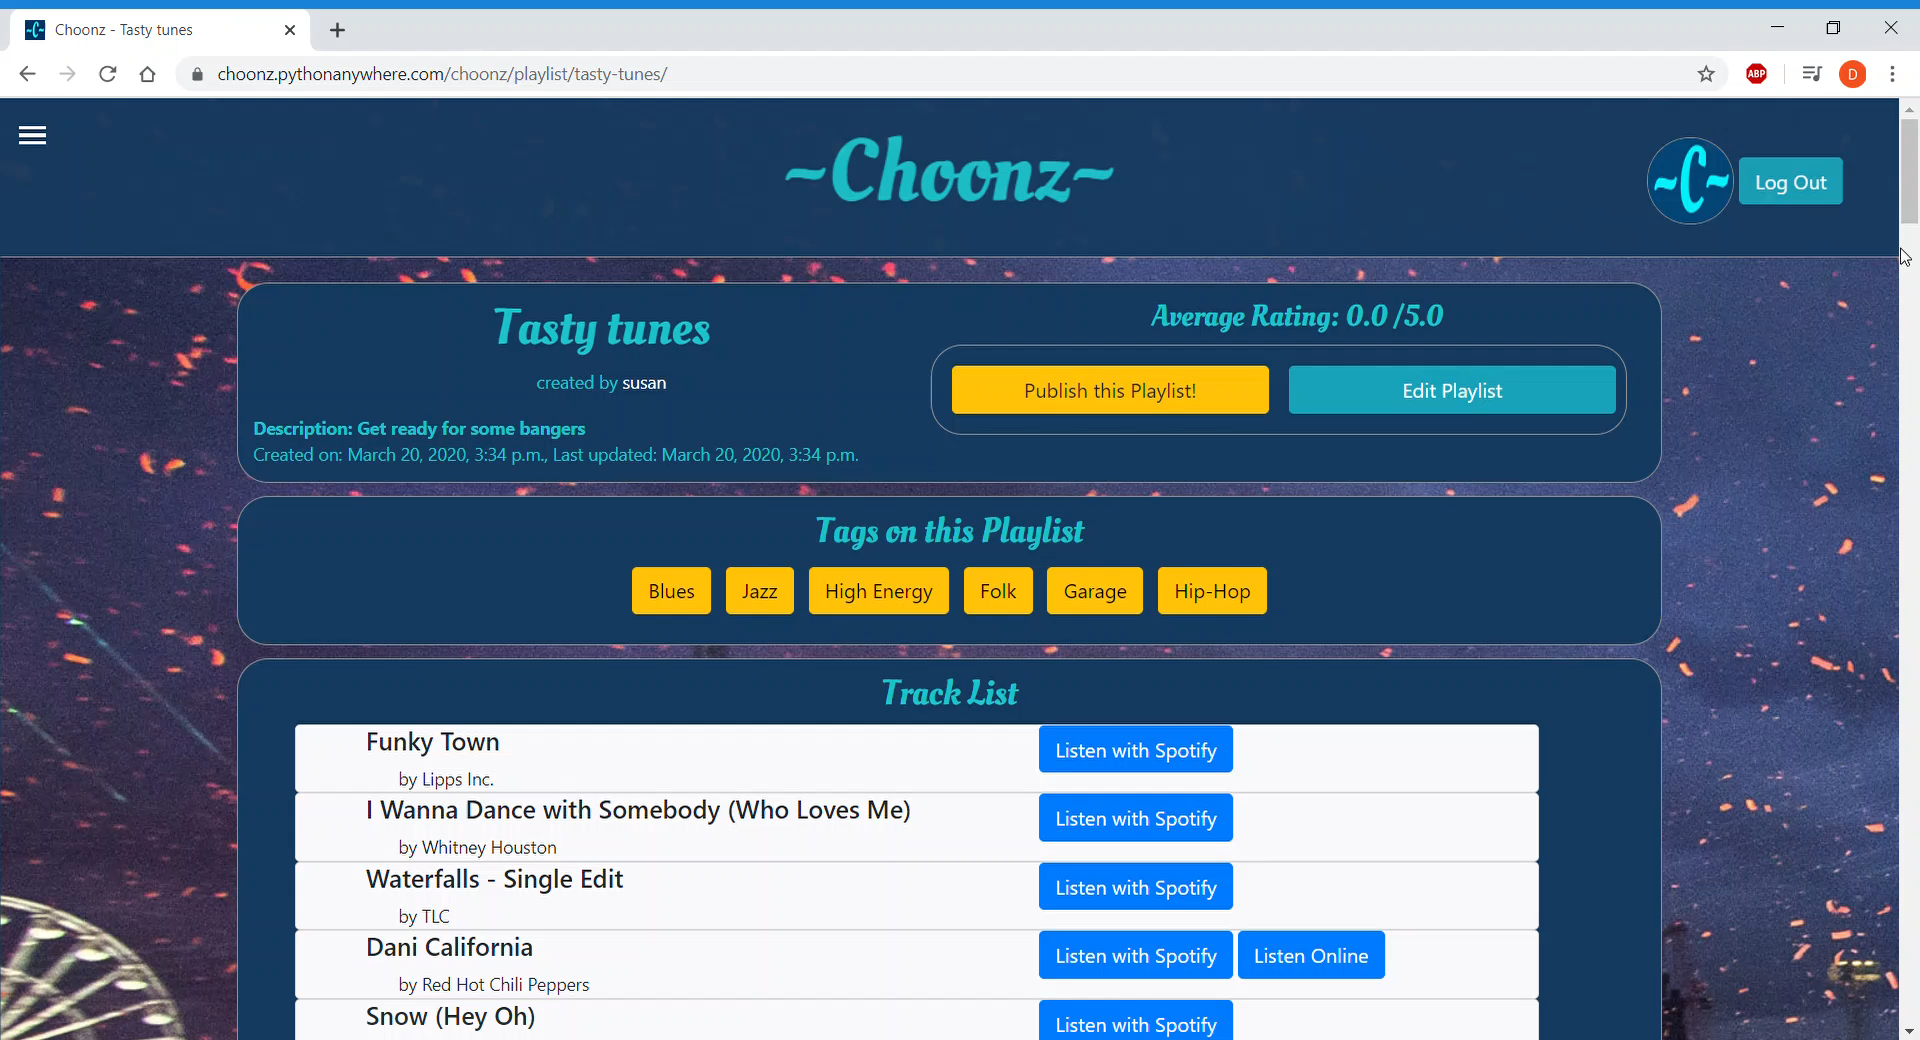 Choonz - Tasty tunes
choonz.pythonanywhere.com/choonz/playlist/tasty-tunes/
ABP
D
~Choonz~
~C~
Log Out
Tasty tunes
created by susan
Description: Get ready for some bangers
Created on: March 20, 2020, 3:34 p.m., Last updated: March 20, 2020, 3:34 p.m.
Average Rating: 0.0 /5.0
Publish this Playlist!
Edit Playlist
Tags on this Playlist
Blues Jazz High Energy Folk Garage Hip-Hop
Track List
Funky Town
by Lipps Inc.
Listen with Spotify
I Wanna Dance with Somebody (Who Loves Me)
by Whitney Houston
Listen with Spotify
Waterfalls - Single Edit
by TLC
Listen with Spotify
Dani California
by Red Hot Chili Peppers
Listen with Spotify Listen Online
Snow (Hey Oh)
Listen with Spotify